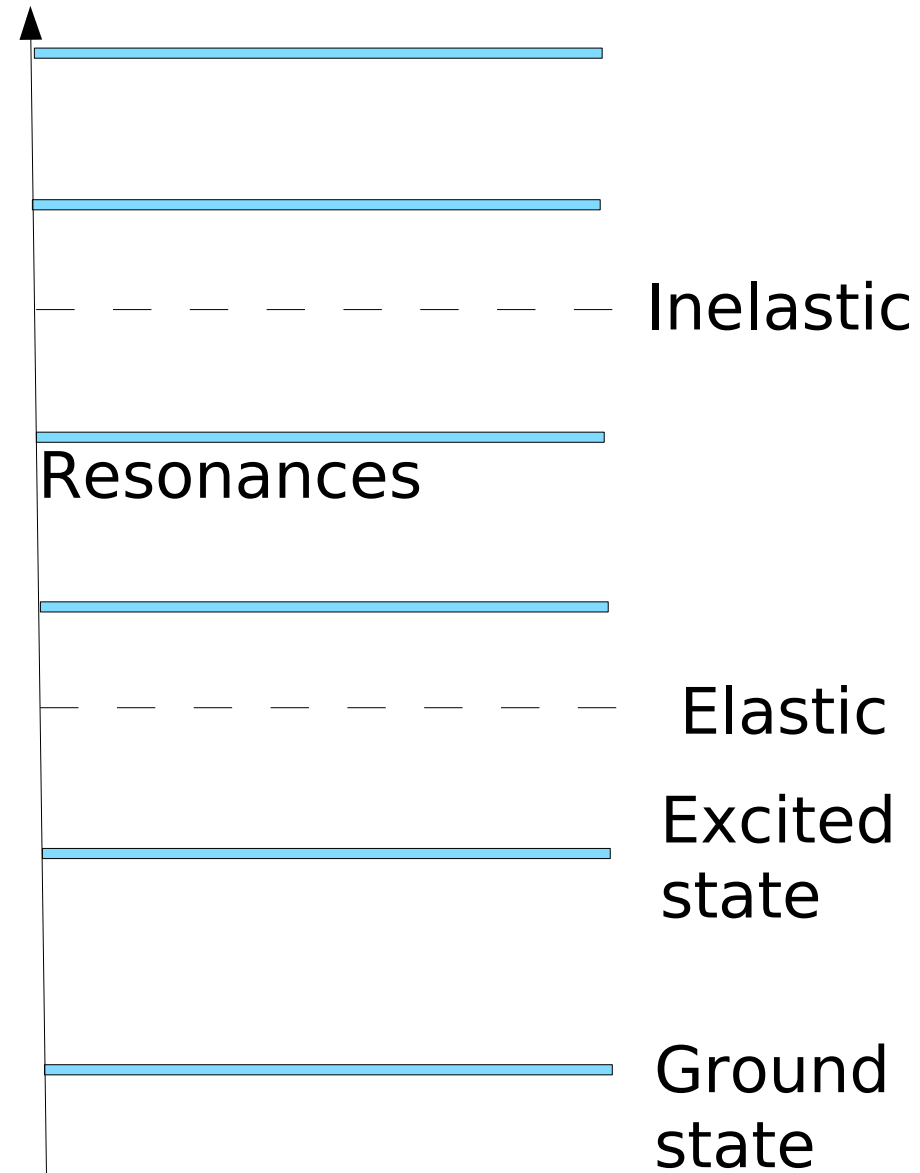 Inelastic
Resonances
Elastic
Excited
state
Ground
state